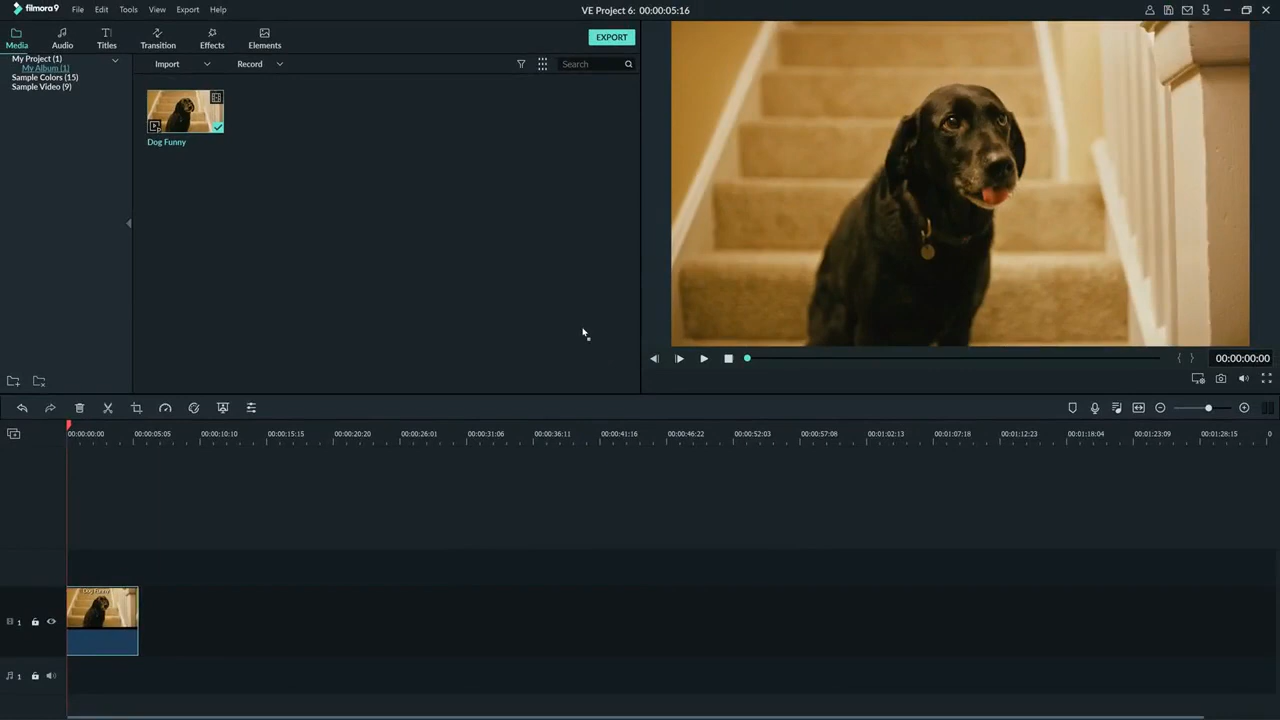 filmora9 File Edit Tools View Export Help VE Project 6: 00:00:05:16
Media Audio Titles Transition Effects Elements EXPORT
My Project (1)
My Album (1)
Sample Colors (15)
Sample Video (9)
Import Record Search
Dog Funny
00:00:00:00
00:00:00:00 00:00:05:05 00:00:10:10 00:00:15:15 00:00:20:20 00:00:26:01 00:00:31:06 00:00:36:11 00:00:41:16 00:00:46:22 00:00:52:03 00:00:57:08 00:01:02:13 00:01:07:18 00:01:12:23 00:01:18:04 00:01:23:09 00:01:28:15 0
Dog Funny
1
1